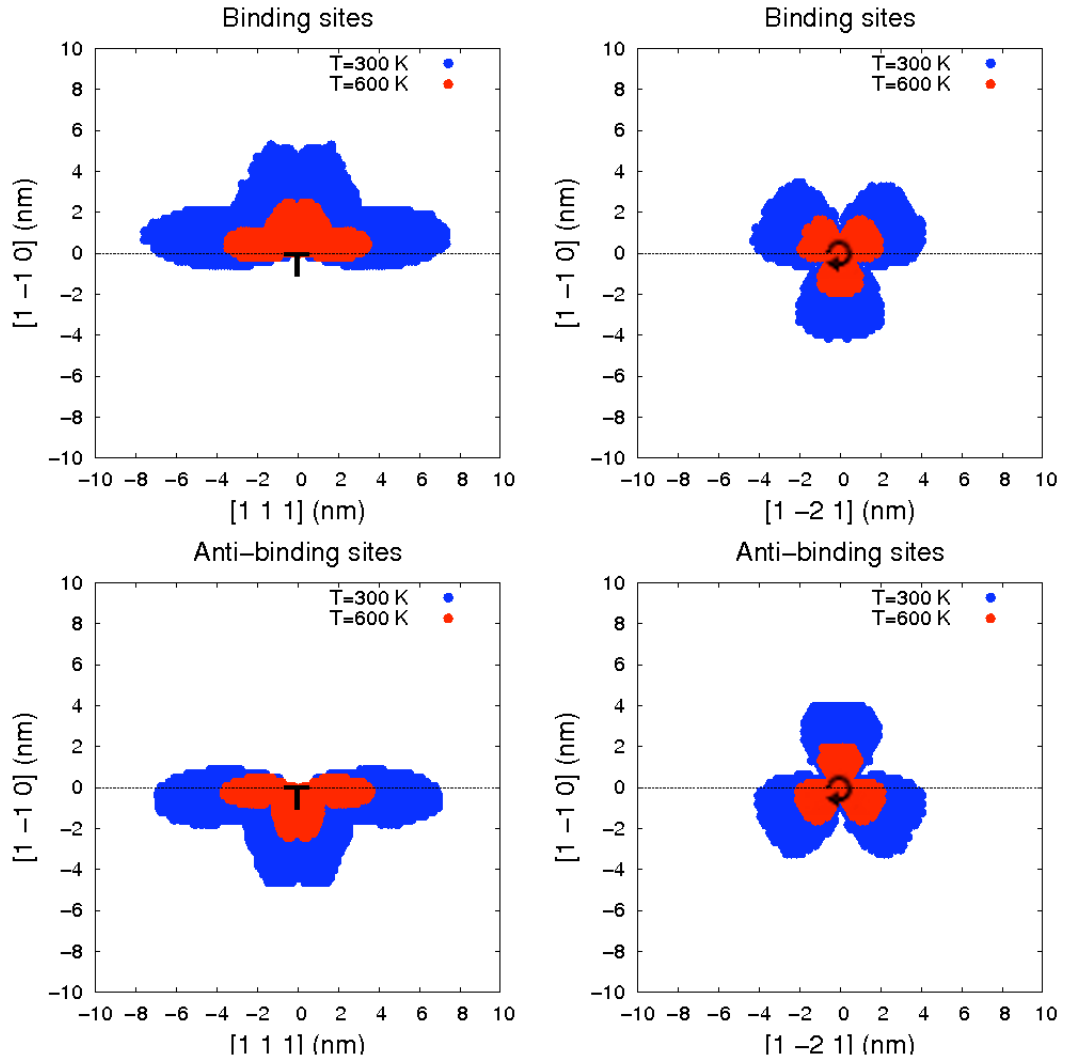 Binding sites
T=300 K
T=600 K
10
8
6
4
2
0
−2
−4
−6
−8
−10
[1 −1 0] (nm)
−10 −8 −6 −4 −2 0 2 4 6 8 10
[1 1 1] (nm)
Binding sites
T=300 K
T=600 K
10
8
6
4
2
0
−2
−4
−6
−8
−10
[1 −1 0] (nm)
−10 −8 −6 −4 −2 0 2 4 6 8 10
[1 −2 1] (nm)
Anti−binding sites
T=300 K
T=600 K
10
8
6
4
2
0
−2
−4
−6
−8
−10
[1 −1 0] (nm)
−10 −8 −6 −4 −2 0 2 4 6 8 10
[1 1 1] (nm)
Anti−binding sites
T=300 K
T=600 K
10
8
6
4
2
0
−2
−4
−6
−8
−10
[1 −1 0] (nm)
−10 −8 −6 −4 −2 0 2 4 6 8 10
[1 −2 1] (nm)